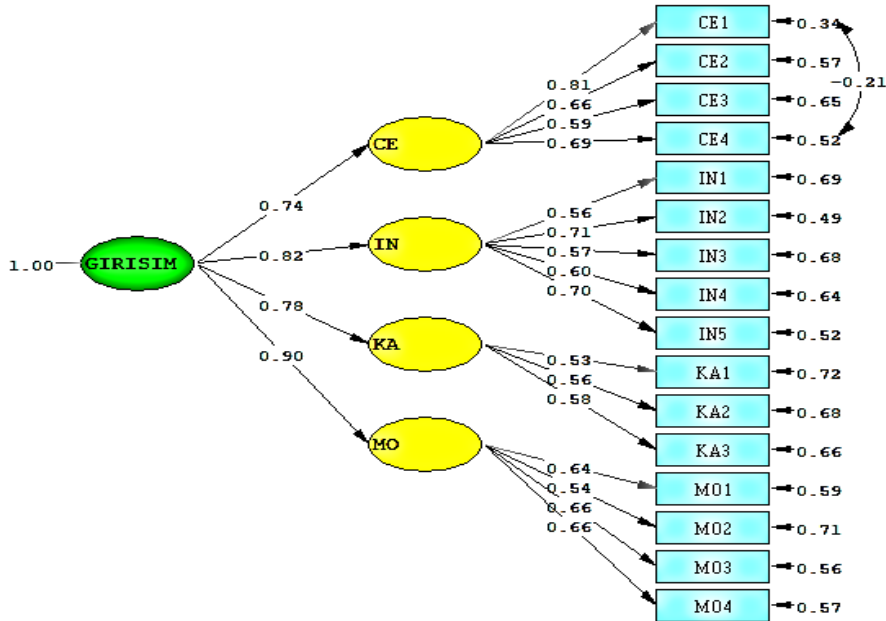 CE1 0.34
CE2 0.57
-0.21
0.81
0.66
CE3 0.65
0.59
CE CE4 0.52
0.69
IN1 0.69
0.56
0.74
IN2 0.49
0.71
IN
0.82
IN3 0.68
0.57
1.00 GIRISIM
0.60
IN4 0.64
0.70
0.78
IN5 0.52
KA
0.90
0.53
KA1 0.72
0.56
0.58
KA2 0.68
MO
KA3 0.66
0.64
MO1 0.59
0.54
0.66
MO2 0.71
0.66
MO3 0.56
MO4 0.57